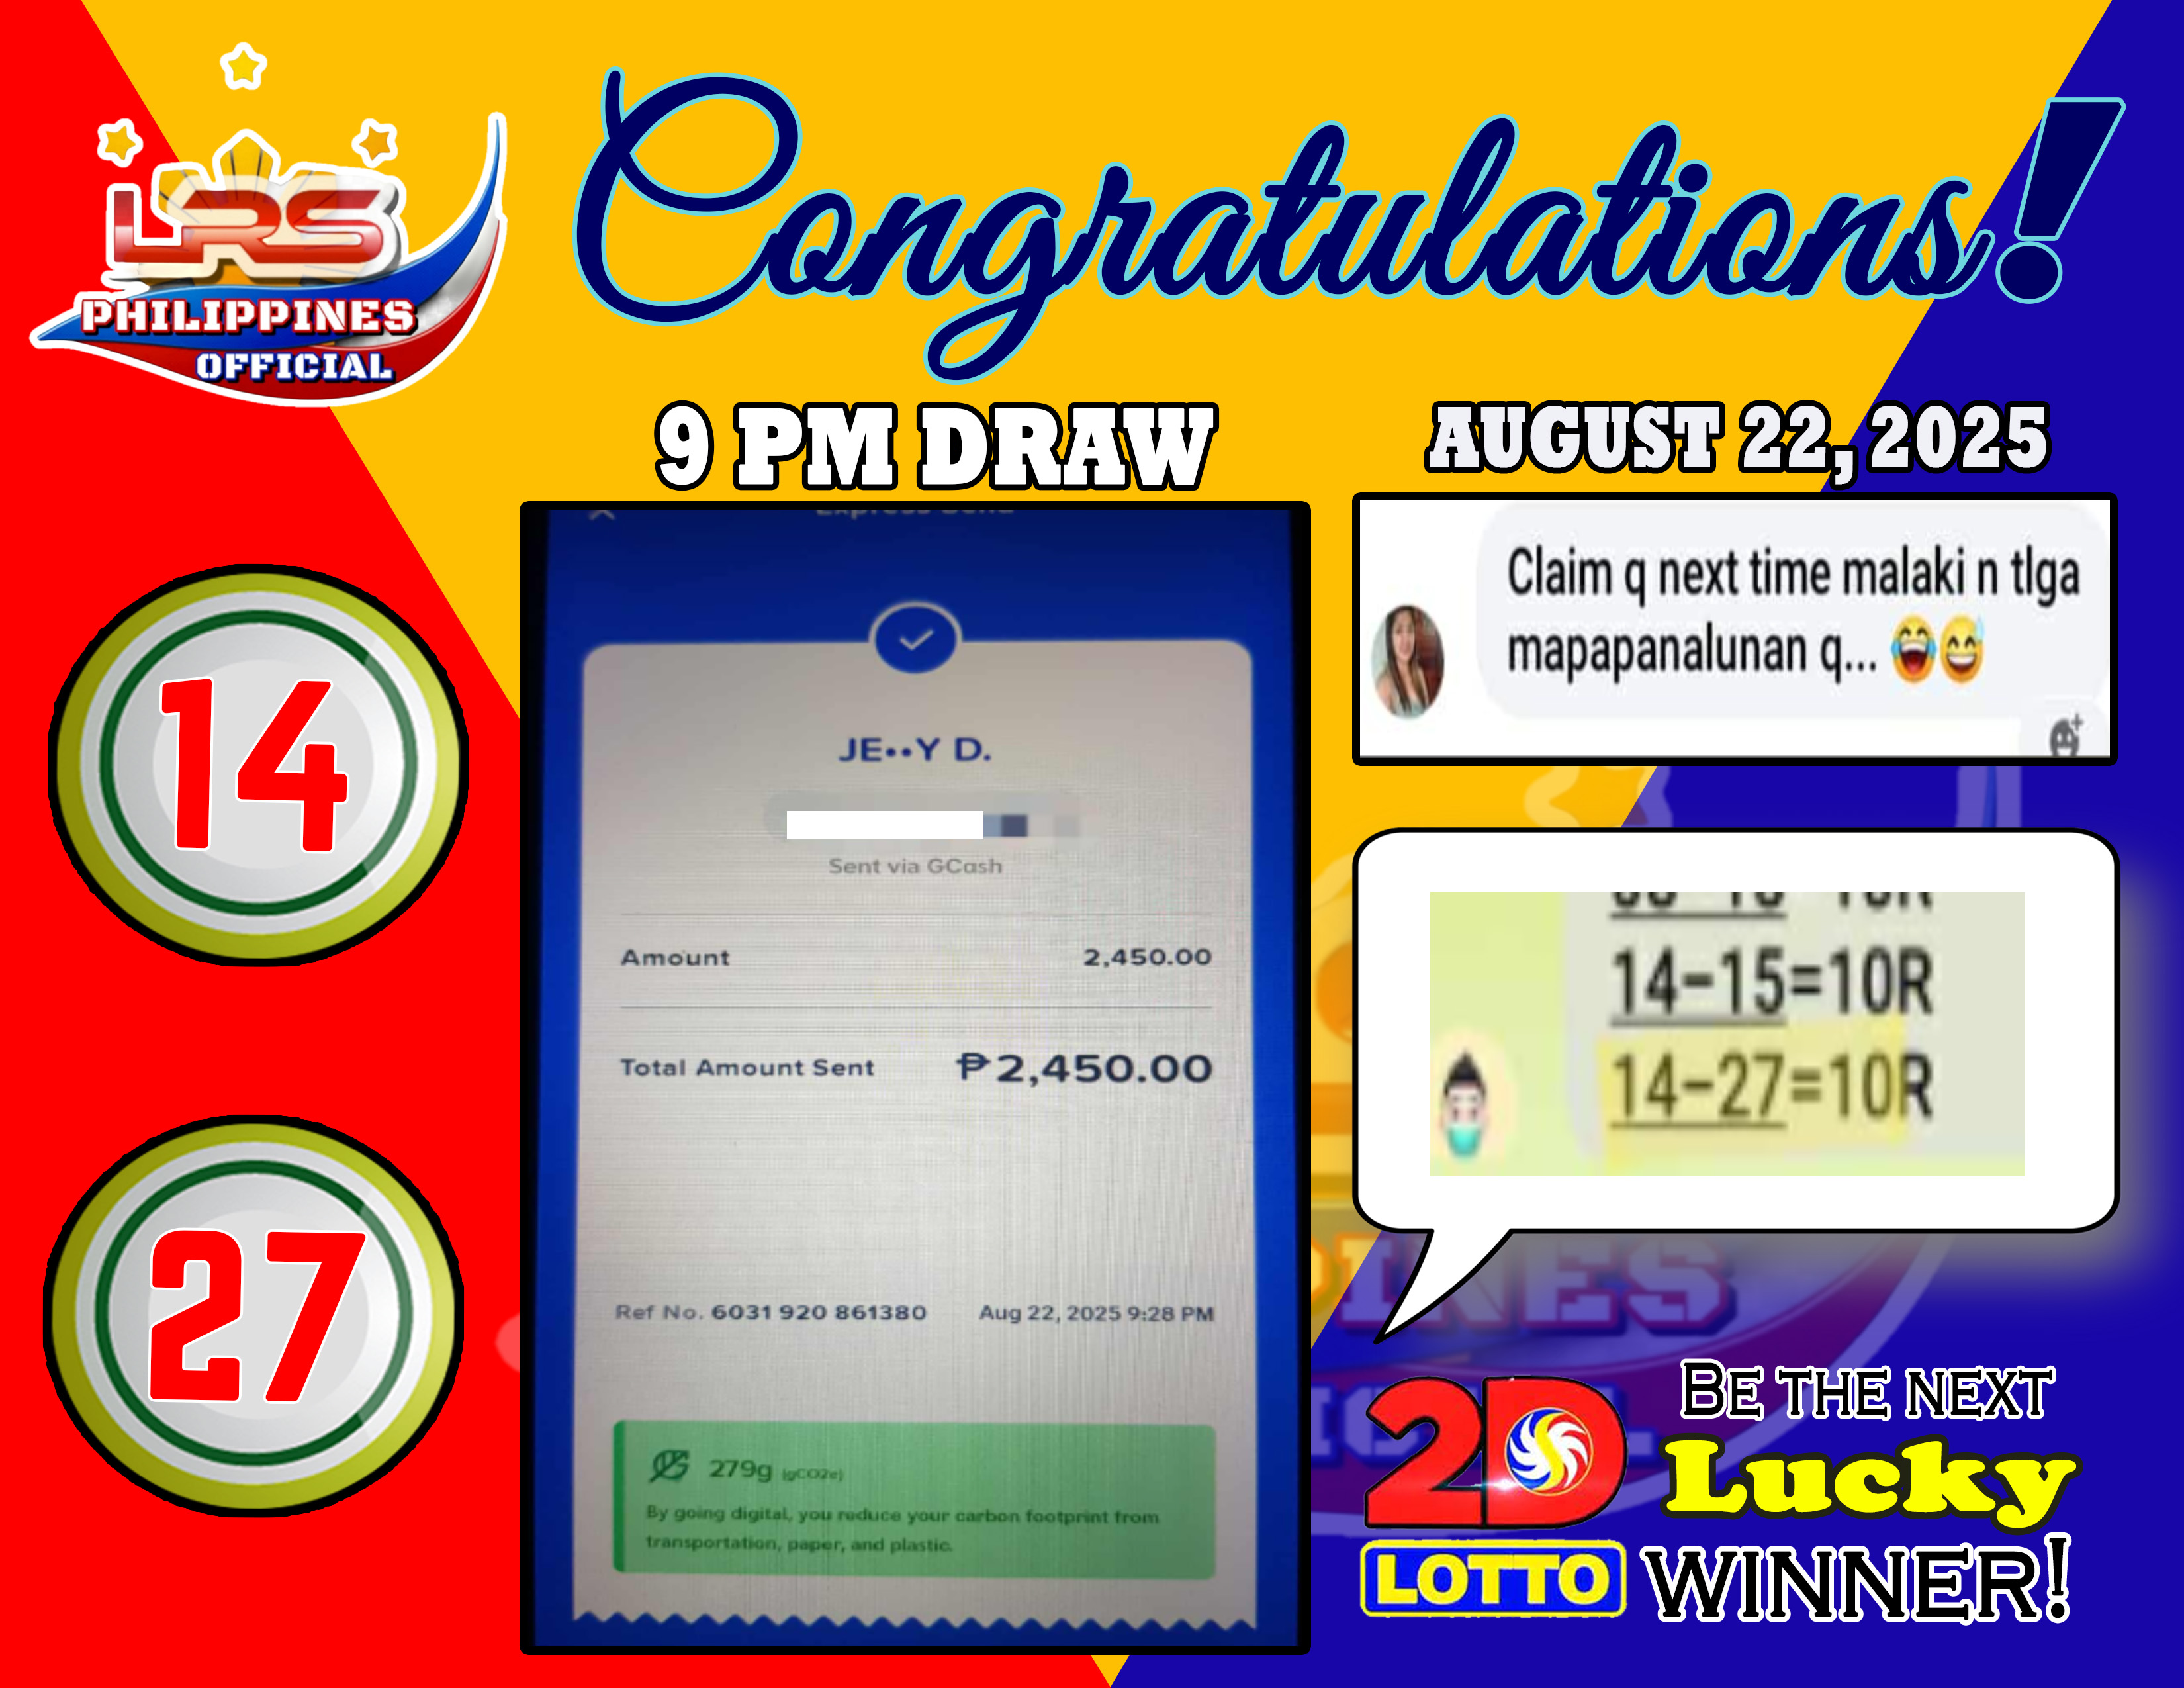 LRS
PHILIPPINES
OFFICIAL
Congratulations!
9 PM DRAW
AUGUST 22, 2025
14
27
Express Send
JE••Y D.
Sent via GCash
Amount 2,450.00
Total Amount Sent ₱2,450.00
Ref No. 6031 920 861380 Aug 22, 2025 9:28 PM
279g (gCO2e)
By going digital, you reduce your carbon footprint from
transportation, paper, and plastic.
Claim q next time malaki n tlga
mapapanalunan q... 😂😅
14-15=10R
14-27=10R
2D
LOTTO
BE THE NEXT
Lucky
WINNER!